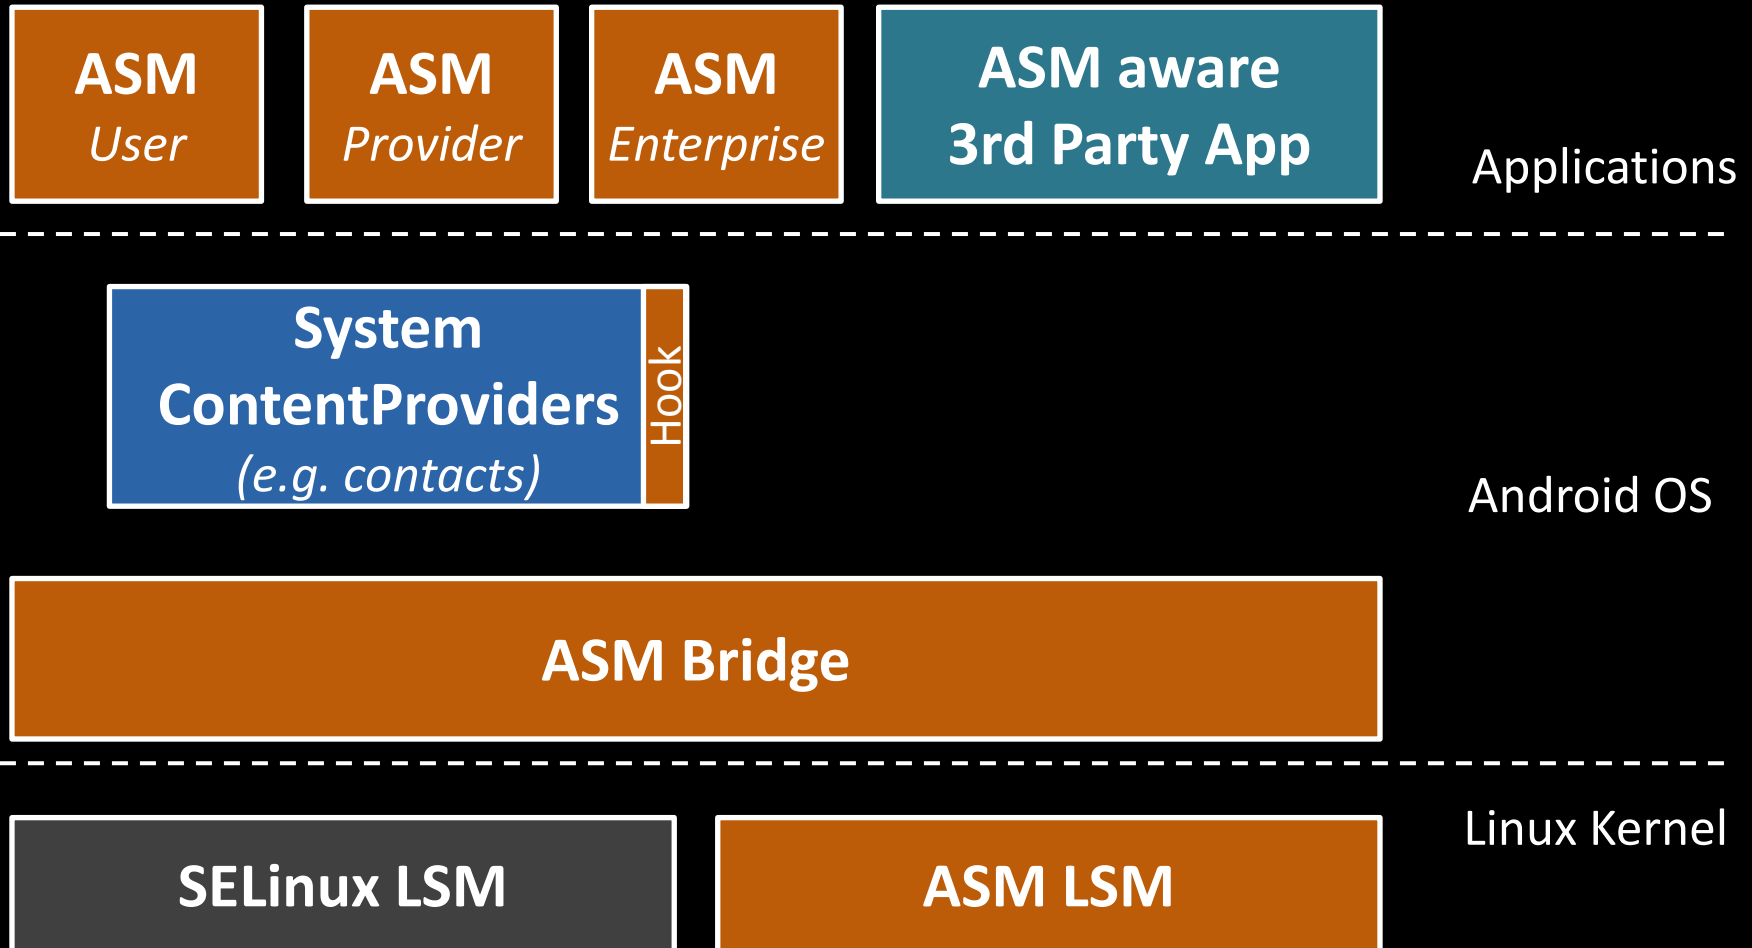 ASM
User
ASM
Provider
ASM
Enterprise
ASM aware
3rd Party App
Applications
System
ContentProviders
(e.g. contacts)
Hook
Android OS
ASM Bridge
Linux Kernel
SELinux LSM
ASM LSM